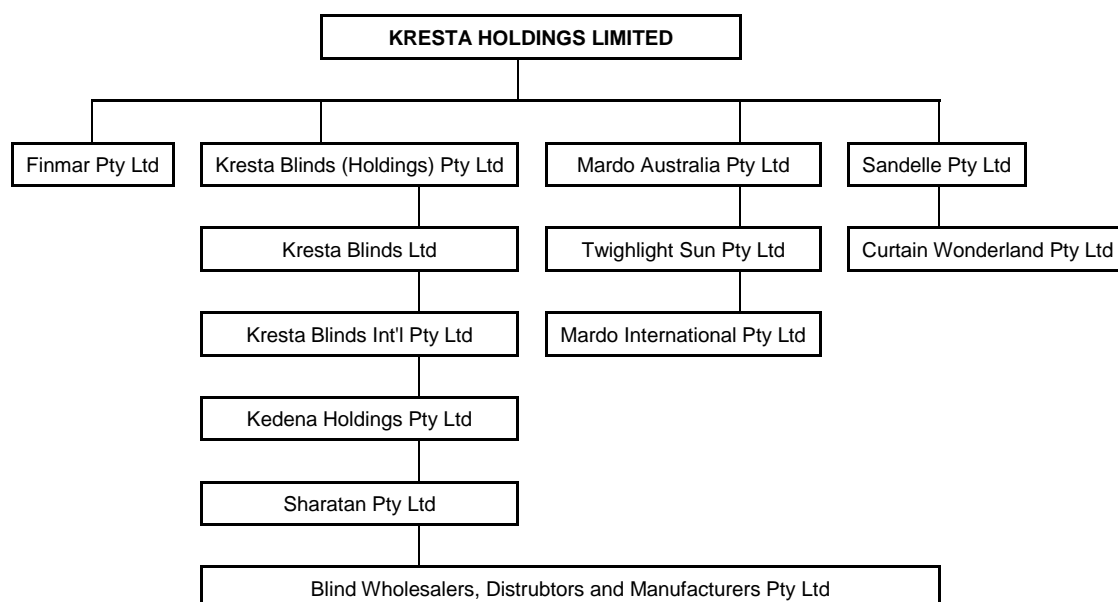 KRESTA HOLDINGS LIMITED
Finmar Pty Ltd
Kresta Blinds (Holdings) Pty Ltd
Mardo Australia Pty Ltd
Sandelle Pty Ltd
Kresta Blinds Ltd
Twighlight Sun Pty Ltd
Curtain Wonderland Pty Ltd
Kresta Blinds Int'l Pty Ltd
Mardo International Pty Ltd
Kedena Holdings Pty Ltd
Sharatan Pty Ltd
Blind Wholesalers, Distrubtors and Manufacturers Pty Ltd